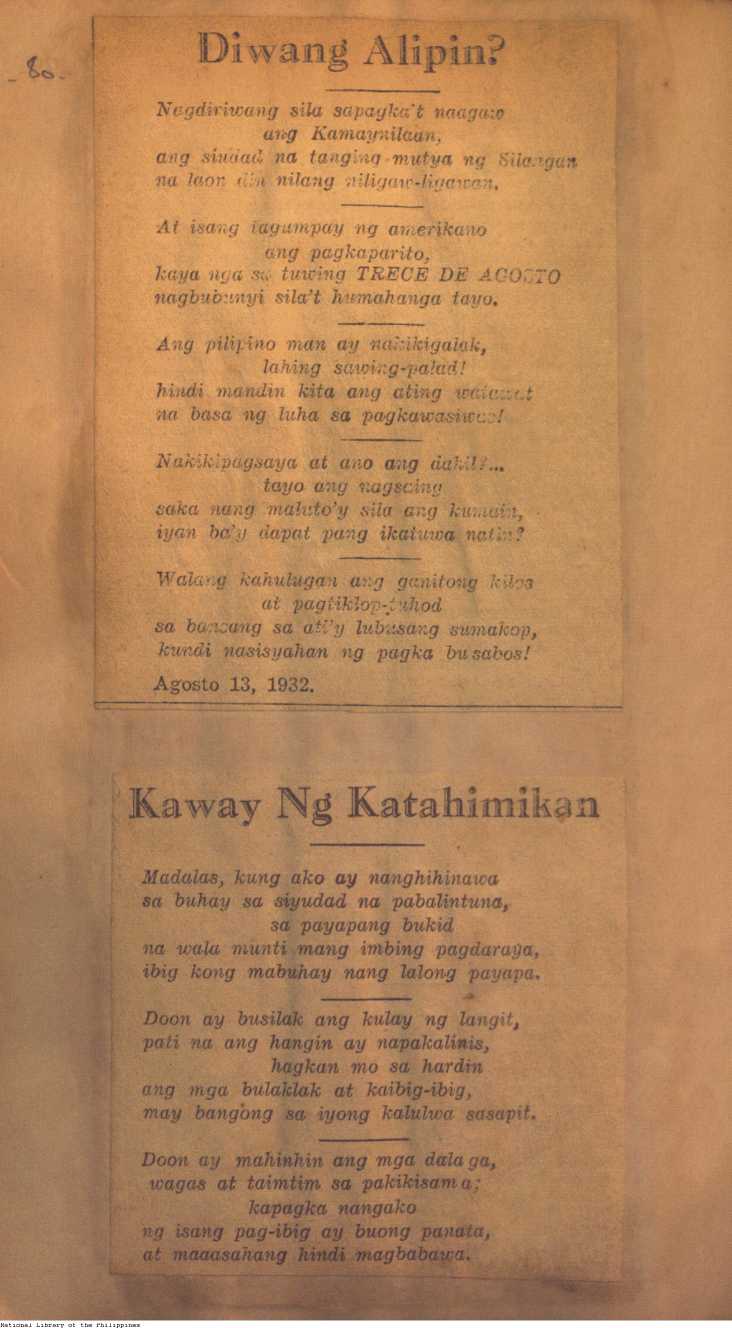 - 80 -
Diwang Alipin?
Nagdiriwang sila sapagka't naagaw
ang Kamaynilaan,
ang siudad na tanging mutya ng Silangan
na laon din nilang niligaw-ligawan.
At isang tagumpay ng amerikano
ang pagkaparito,
kaya nga sa tuwing TRECE DE AGOSTO
nagbubunyi sila't humahanga tayo.
Ang pilipino man ay nakikigalak,
lahing sawing-palad!
hindi mandin kita ang ating watawat
na basa ng luha sa pagkawasiwas!
Nakikipagsaya at ano ang dahil?...
tayo ang nagsaing
saka nang maluto'y sila ang kumain,
iyan ba'y dapat pang ikatuwa natin?
Walang kahulugan ang ganitong kilos
at pagtiklop-tuhod
sa bansang sa ati'y lubusang sumakop,
kundi nasisyahan ng pagka busabos!
Agosto 13, 1932.
Kaway Ng Katahimikan
Madalas, kung ako ay nanghihinawa
sa buhay sa siyudad na pabalintuna,
sa payapang bukid
na wala munti mang imbing pagdaraya,
ibig kong mabuhay nang lalong payapa.
Doon ay busilak ang kulay ng langit,
pati na ang hangin ay napakalinis,
hagkan mo sa hardin
ang mga bulaklak at kaibig-ibig,
may bangong sa iyong kalulwa sasapit.
Doon ay mahinhin ang mga dalaga,
wagas at taimtim sa pakikisama;
kapagka nangako
ng isang pag-ibig ay buong panata,
at maaasahang hindi magbabawa.
National Library of the Philippines